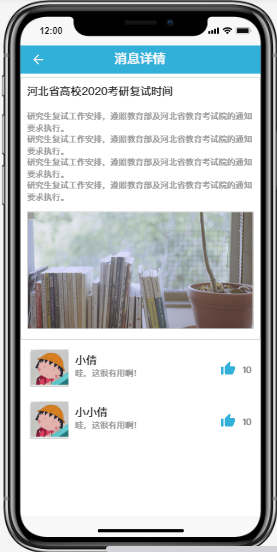 12:00
消息详情
河北省高校2020考研复试时间
研究生复试工作安排，遵照教育部及河北省教育考试院的通知
要求执行。
研究生复试工作安排，遵照教育部及河北省教育考试院的通知
要求执行。
研究生复试工作安排，遵照教育部及河北省教育考试院的通知
要求执行。
研究生复试工作安排，遵照教育部及河北省教育考试院的通知
要求执行。
小倩
哇，这很有用啊！
10
小小倩
哇，这很有用啊！
10